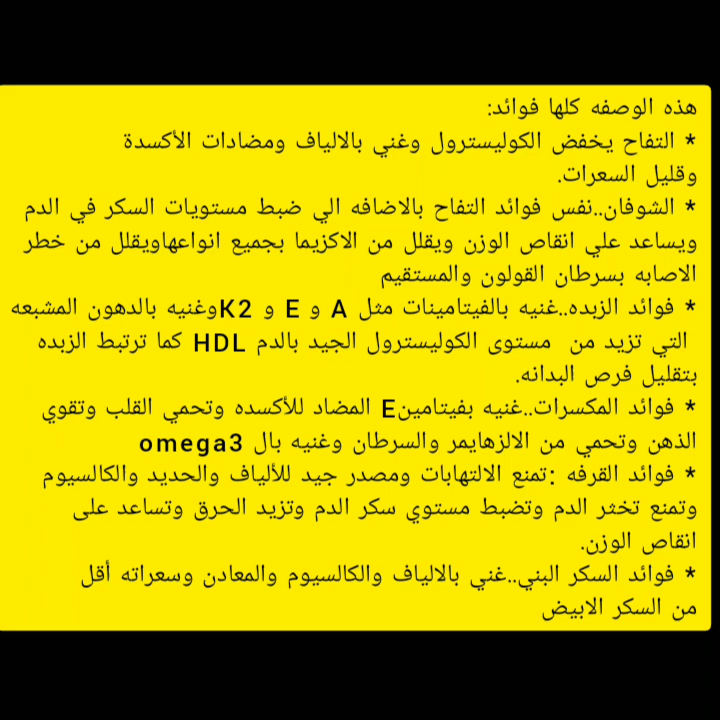 هذه الوصفه كلها فوائد:
* التفاح يخفض الكوليسترول وغني بالالياف ومضادات الأكسدة
وقليل السعرات.
* الشوفان..نفس فوائد التفاح بالاضافه الي ضبط مستويات السكر في الدم
ويساعد علي انقاص الوزن ويقلل من الاكزيما بجميع انواعهاويقلل من خطر
الاصابه بسرطان القولون والمستقيم
* فوائد الزبده..غنيه بالفيتامينات مثل A و E و K2وغنيه بالدهون المشبعه
التي تزيد من مستوى الكوليسترول الجيد بالدم HDL كما ترتبط الزبده
بتقليل فرص البدانه.
* فوائد المكسرات..غنيه بفيتامينE المضاد للأكسده وتحمي القلب وتقوي
الذهن وتحمي من الالزهايمر والسرطان وغنيه بال omega3
* فوائد القرفه :تمنع الالتهابات ومصدر جيد للألياف والحديد والكالسيوم
وتمنع تخثر الدم وتضبط مستوي سكر الدم وتزيد الحرق وتساعد على
انقاص الوزن.
* فوائد السكر البني..غني بالالياف والكالسيوم والمعادن وسعراته أقل
من السكر الابيض